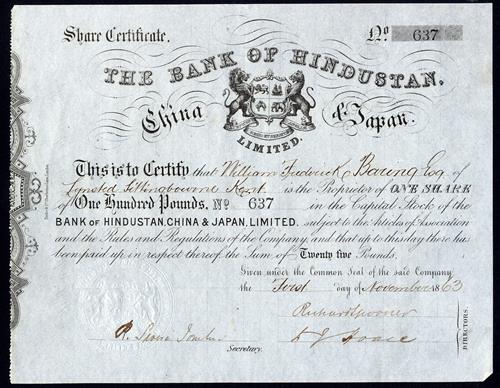 Share Certificate. No 637
THE BANK OF HINDUSTAN.
China & Japan.
LIMITED.
This is to Certify that William Frederick Baring Esq. of
Lynsted Sittingbourne Kent is the Proprietor of ONE SHARE
of One Hundred Pounds, No 637 in the Capital Stock of the
BANK OF HINDUSTAN, CHINA & JAPAN, LIMITED. subject to the Articles of Association
and the Rules and Regulations of the Company, and that up to this day there has
been paid up in respect thereof the Sum of Twenty five Pounds.
Given under the Common Seal of the said Company
the First day of November 1863
Richard Spooner
DIRECTORS.
Secretary.